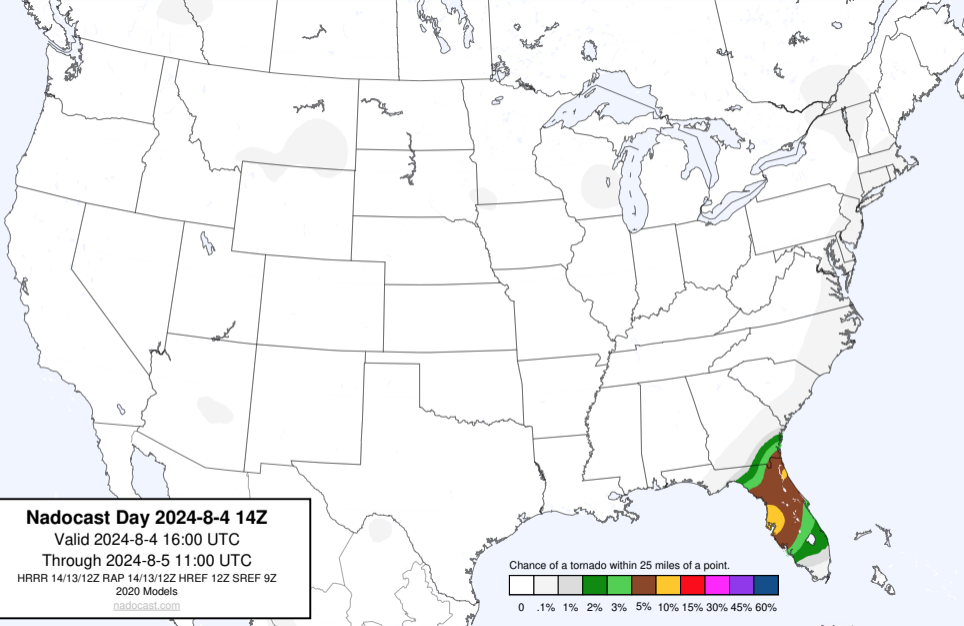 Nadocast Day 2024-8-4 14Z
Valid 2024-8-4 16:00 UTC
Through 2024-8-5 11:00 UTC
HRRR 14/13/12Z RAP 14/13/12Z HREF 12Z SREF 9Z
2020 Models
nadocast.com
Chance of a tornado within 25 miles of a point.
0 .1% 1% 2% 3% 5% 10% 15% 30% 45% 60%